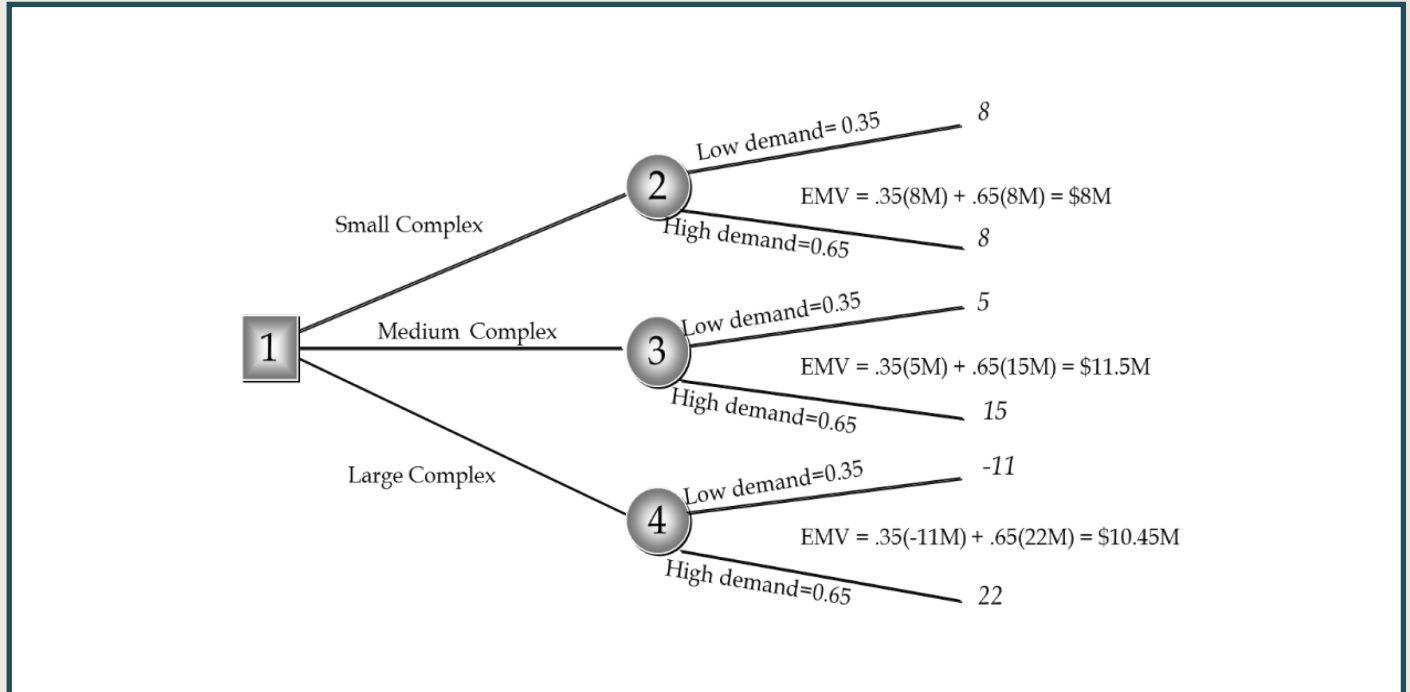 Low demand= 0.35
8
2
EMV = .35(8M) + .65(8M) = $8M
Small Complex
High demand=0.65
8
Low demand=0.35
5
1
Medium Complex
3
EMV = .35(5M) + .65(15M) = $11.5M
High demand=0.65
15
Large Complex
Low demand=0.35
-11
4
EMV = .35(-11M) + .65(22M) = $10.45M
High demand=0.65
22